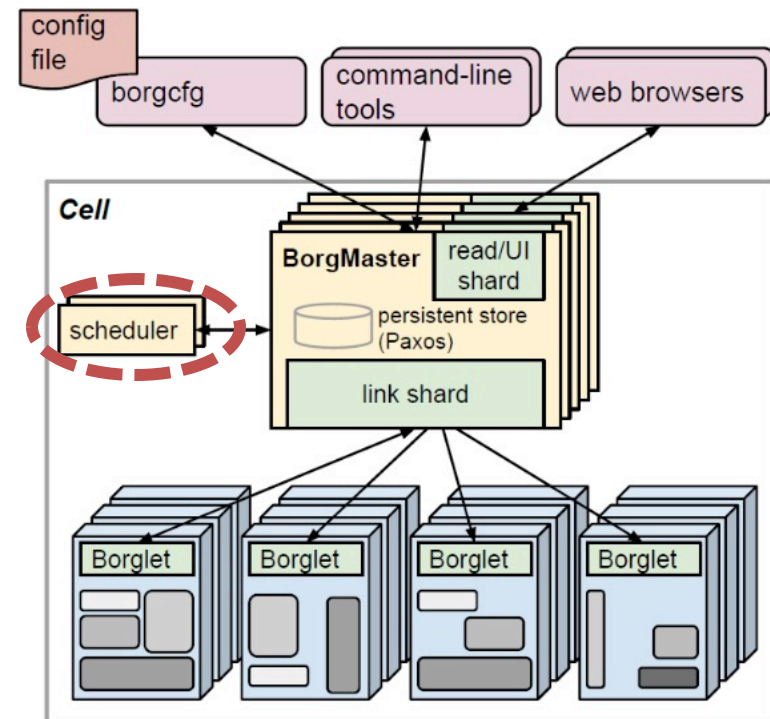 config
file
borgcfg
command-line
tools
web browsers
Cell
BorgMaster
read/UI
shard
scheduler
persistent store
(Paxos)
link shard
Borglet
Borglet
Borglet
Borglet